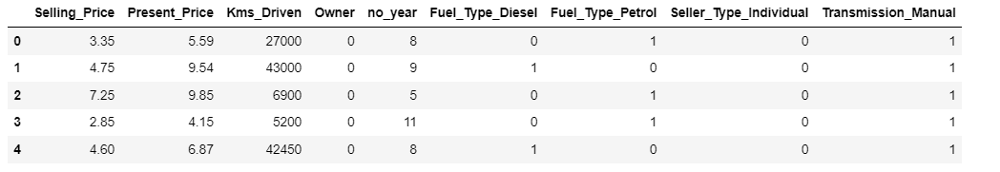 Selling_Price Present_Price Kms_Driven Owner no_year Fuel_Type_Diesel Fuel_Type_Petrol Seller_Type_Individual Transmission_Manual
0 3.35 5.59 27000 0 8 0 1 0 1
1 4.75 9.54 43000 0 9 1 0 0 1
2 7.25 9.85 6900 0 5 0 1 0 1
3 2.85 4.15 5200 0 11 0 1 0 1
4 4.60 6.87 42450 0 8 1 0 0 1